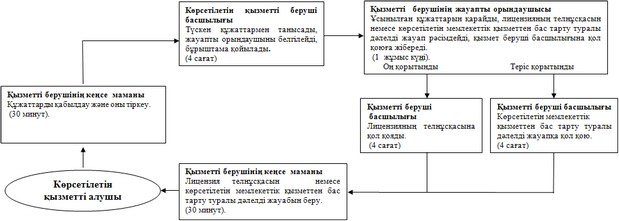 Көрсетілетін қызметті беруші
басшылығы
Түскен құжаттармен танысады,
жауапты орындаушыны белгілейді,
бұрыштама қойылады.
(4 сағат)
Қызметті берушінің жауапты орындаушысы
Ұсынылған құжаттарын қарайды, лицензияның телнұсқасын
немесе көрсетілетін мемлекеттік қызметтен бас тарту туралы
дәлелді жауап рәсімдейді, қызмет беруші басшылығына қол
қоюға жібереді.
(1 жұмыс күні).
Оң қорытынды Теріс қорытынды
Қызметті берушінің кеңсе маманы
Құжаттарды қабылдау және оны тіркеу.
(30 минут).
Қызметті беруші
басшылығы
Лицензияның телнұсқасына
қол қояды.
(4 сағат)
Қызметті беруші басшылығы
Көрсетілетін мемлекеттік
қызметтен бас тарту туралы
дәлелді жауапқа қол қою.
(4 сағат)
Қызметті берушінің кеңсе маманы
Лицензия телнұсқасын немесе
көрсетілетін мемлекеттік қызметтен бас
тарту туралы дәлелді жауабын беру.
(30 минут).
Көрсетілетін
қызметті алушы